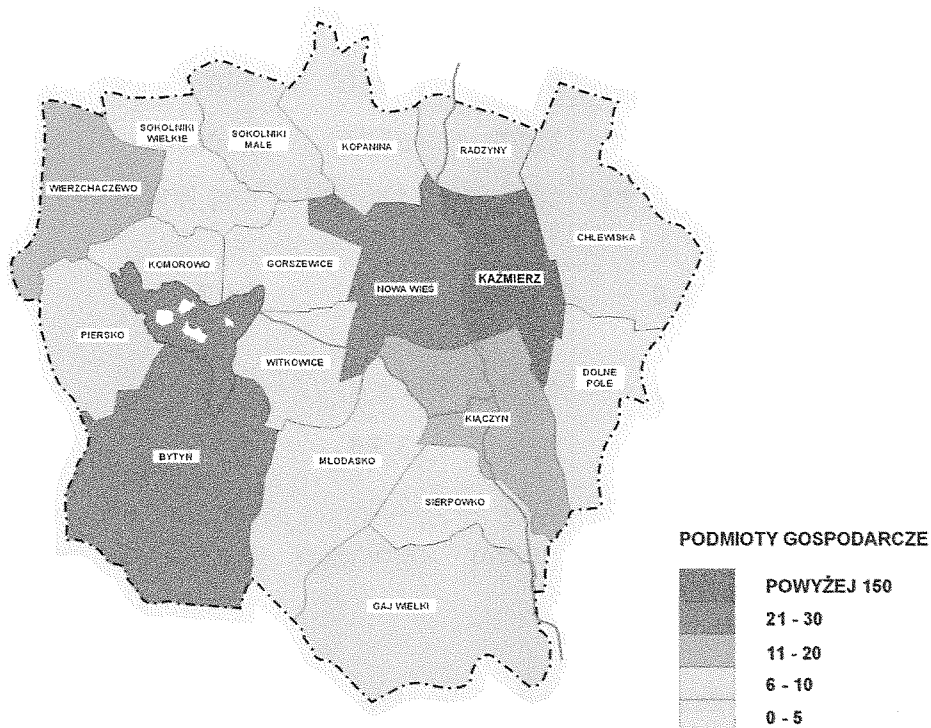 SOKOLNIKI
WIELKIE
SOKOLNIKI
MAŁE
KOPANINA
RADZYNY
WIERZCHACZEWO
CHLEWISKA
KOMOROWO
GORSZEWICE
NOWA WIEŚ
KAŹMIERZ
PIERSKO
WITKOWICE
DOLNE
POLE
KIĄCZYN
BYTYŃ
MŁODASKO
SIERPÓWKO
GAJ WIELKI
PODMIOTY GOSPODARCZE
POWYŻEJ 150
21 - 30
11 - 20
6 - 10
0 - 5